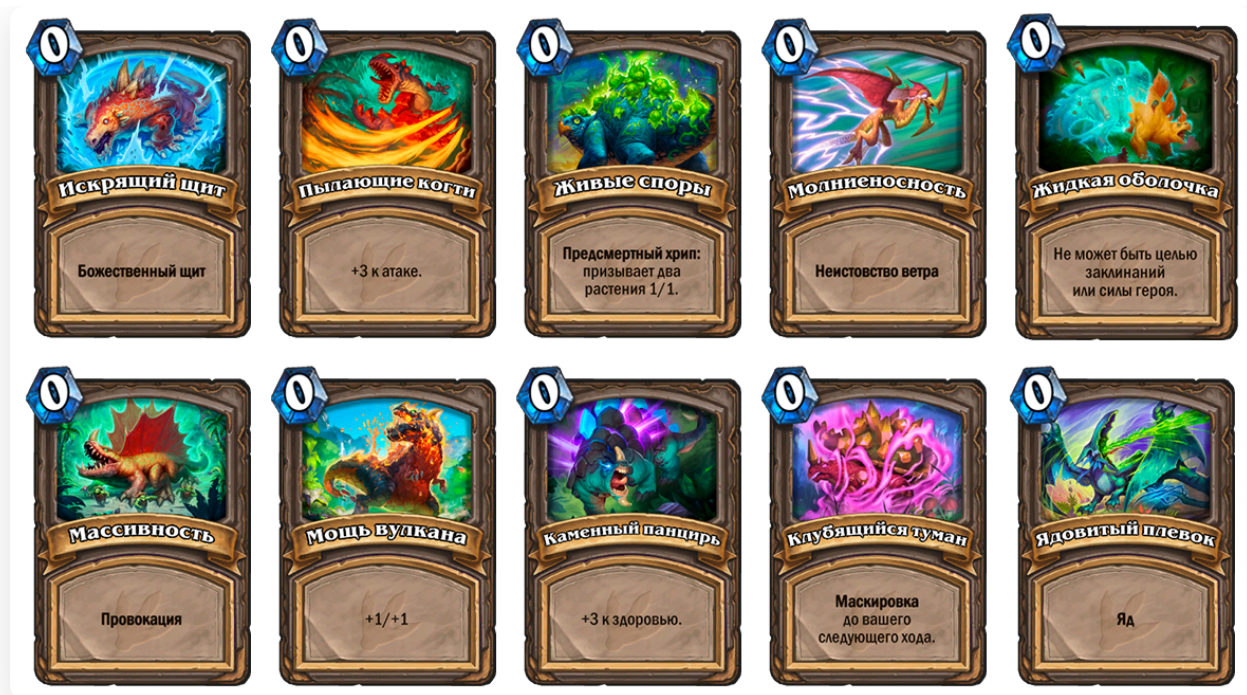 0
0
0
0
0
Искрящий щит
Пылающие когти
Живые споры
Молниеносность
Жидкая оболочка
Божественный щит
+3 к атаке.
Предсмертный хрип:
призывает два
растения 1/1.
Неистовство ветра
Не может быть целью
заклинаний
или силы героя.
0
0
0
0
0
Массивность
Мощь вулкана
Каменный панцирь
Клубящийся туман
Ядовитый плевок
Провокация
+1/+1
+3 к здоровью.
Маскировка
до вашего
следующего хода.
Яд